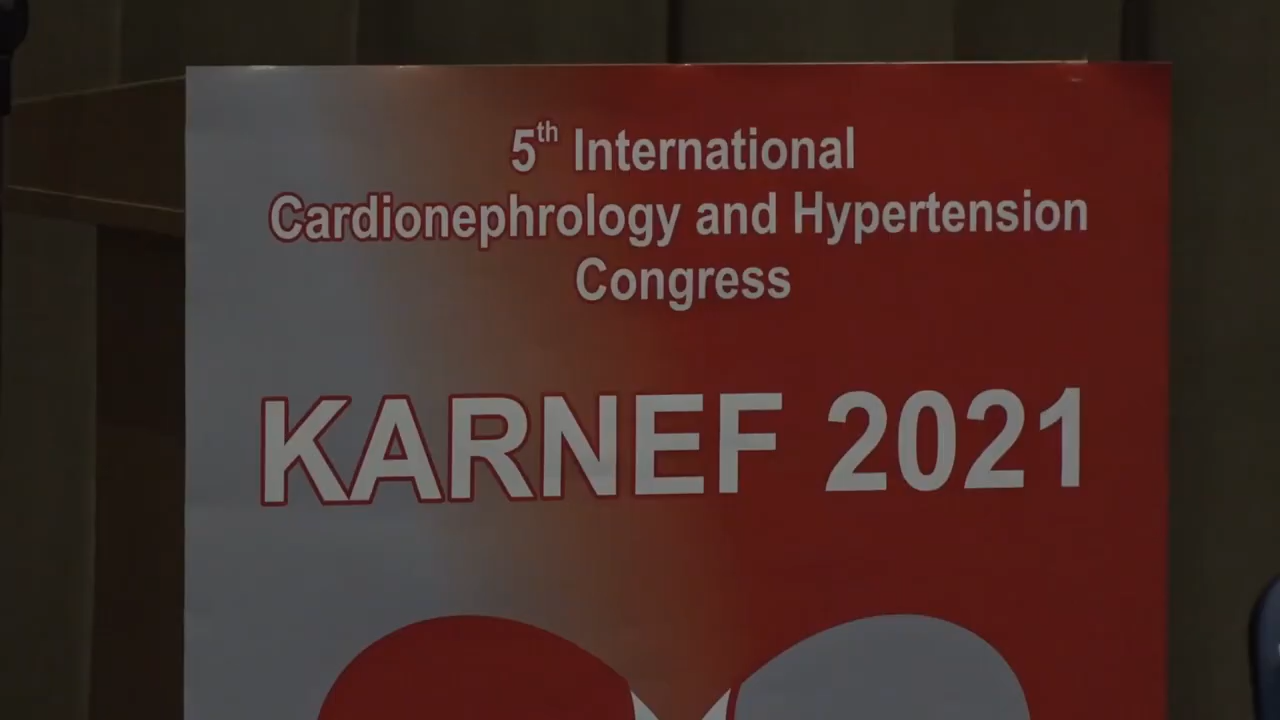 5th International
Cardionephrology and Hypertension
Congress
KARNEF 2021